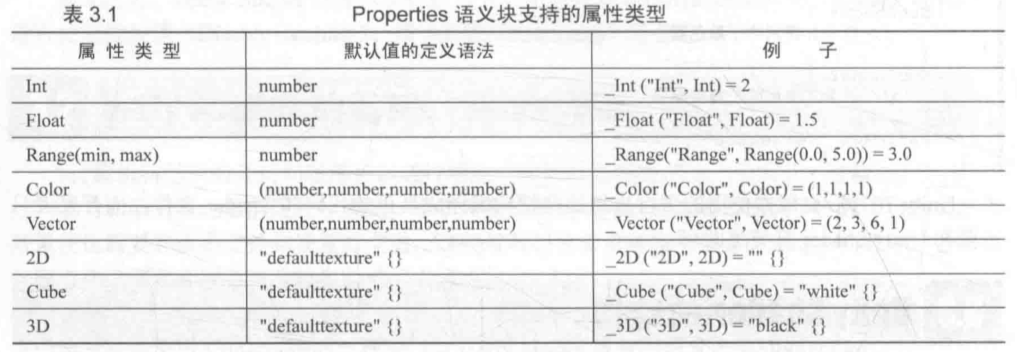 表 3.1 Properties 语义块支持的属性类型
属 性 类 型 默认值的定义语法 例 子
Int number _Int ("Int", Int) = 2
Float number _Float ("Float", Float) = 1.5
Range(min, max) number _Range("Range", Range(0.0, 5.0)) = 3.0
Color (number,number,number,number) _Color ("Color", Color) = (1,1,1,1)
Vector (number,number,number,number) _Vector ("Vector", Vector) = (2, 3, 6, 1)
2D "defaulttexture" {} _2D ("2D", 2D) = "" {}
Cube "defaulttexture" {} _Cube ("Cube", Cube) = "white" {}
3D "defaulttexture" {} _3D ("3D", 3D) = "black" {}